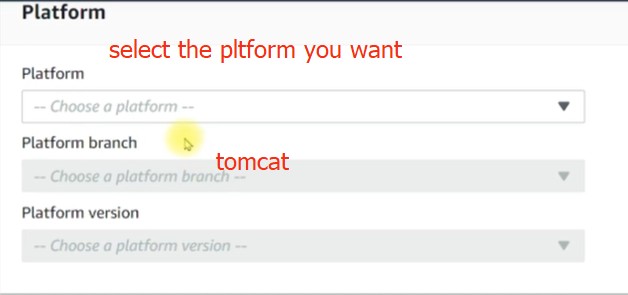 Platform
select the pltform you want
Platform
-- Choose a platform --
Platform branch
tomcat
-- Choose a platform branch --
Platform version
-- Choose a platform version --